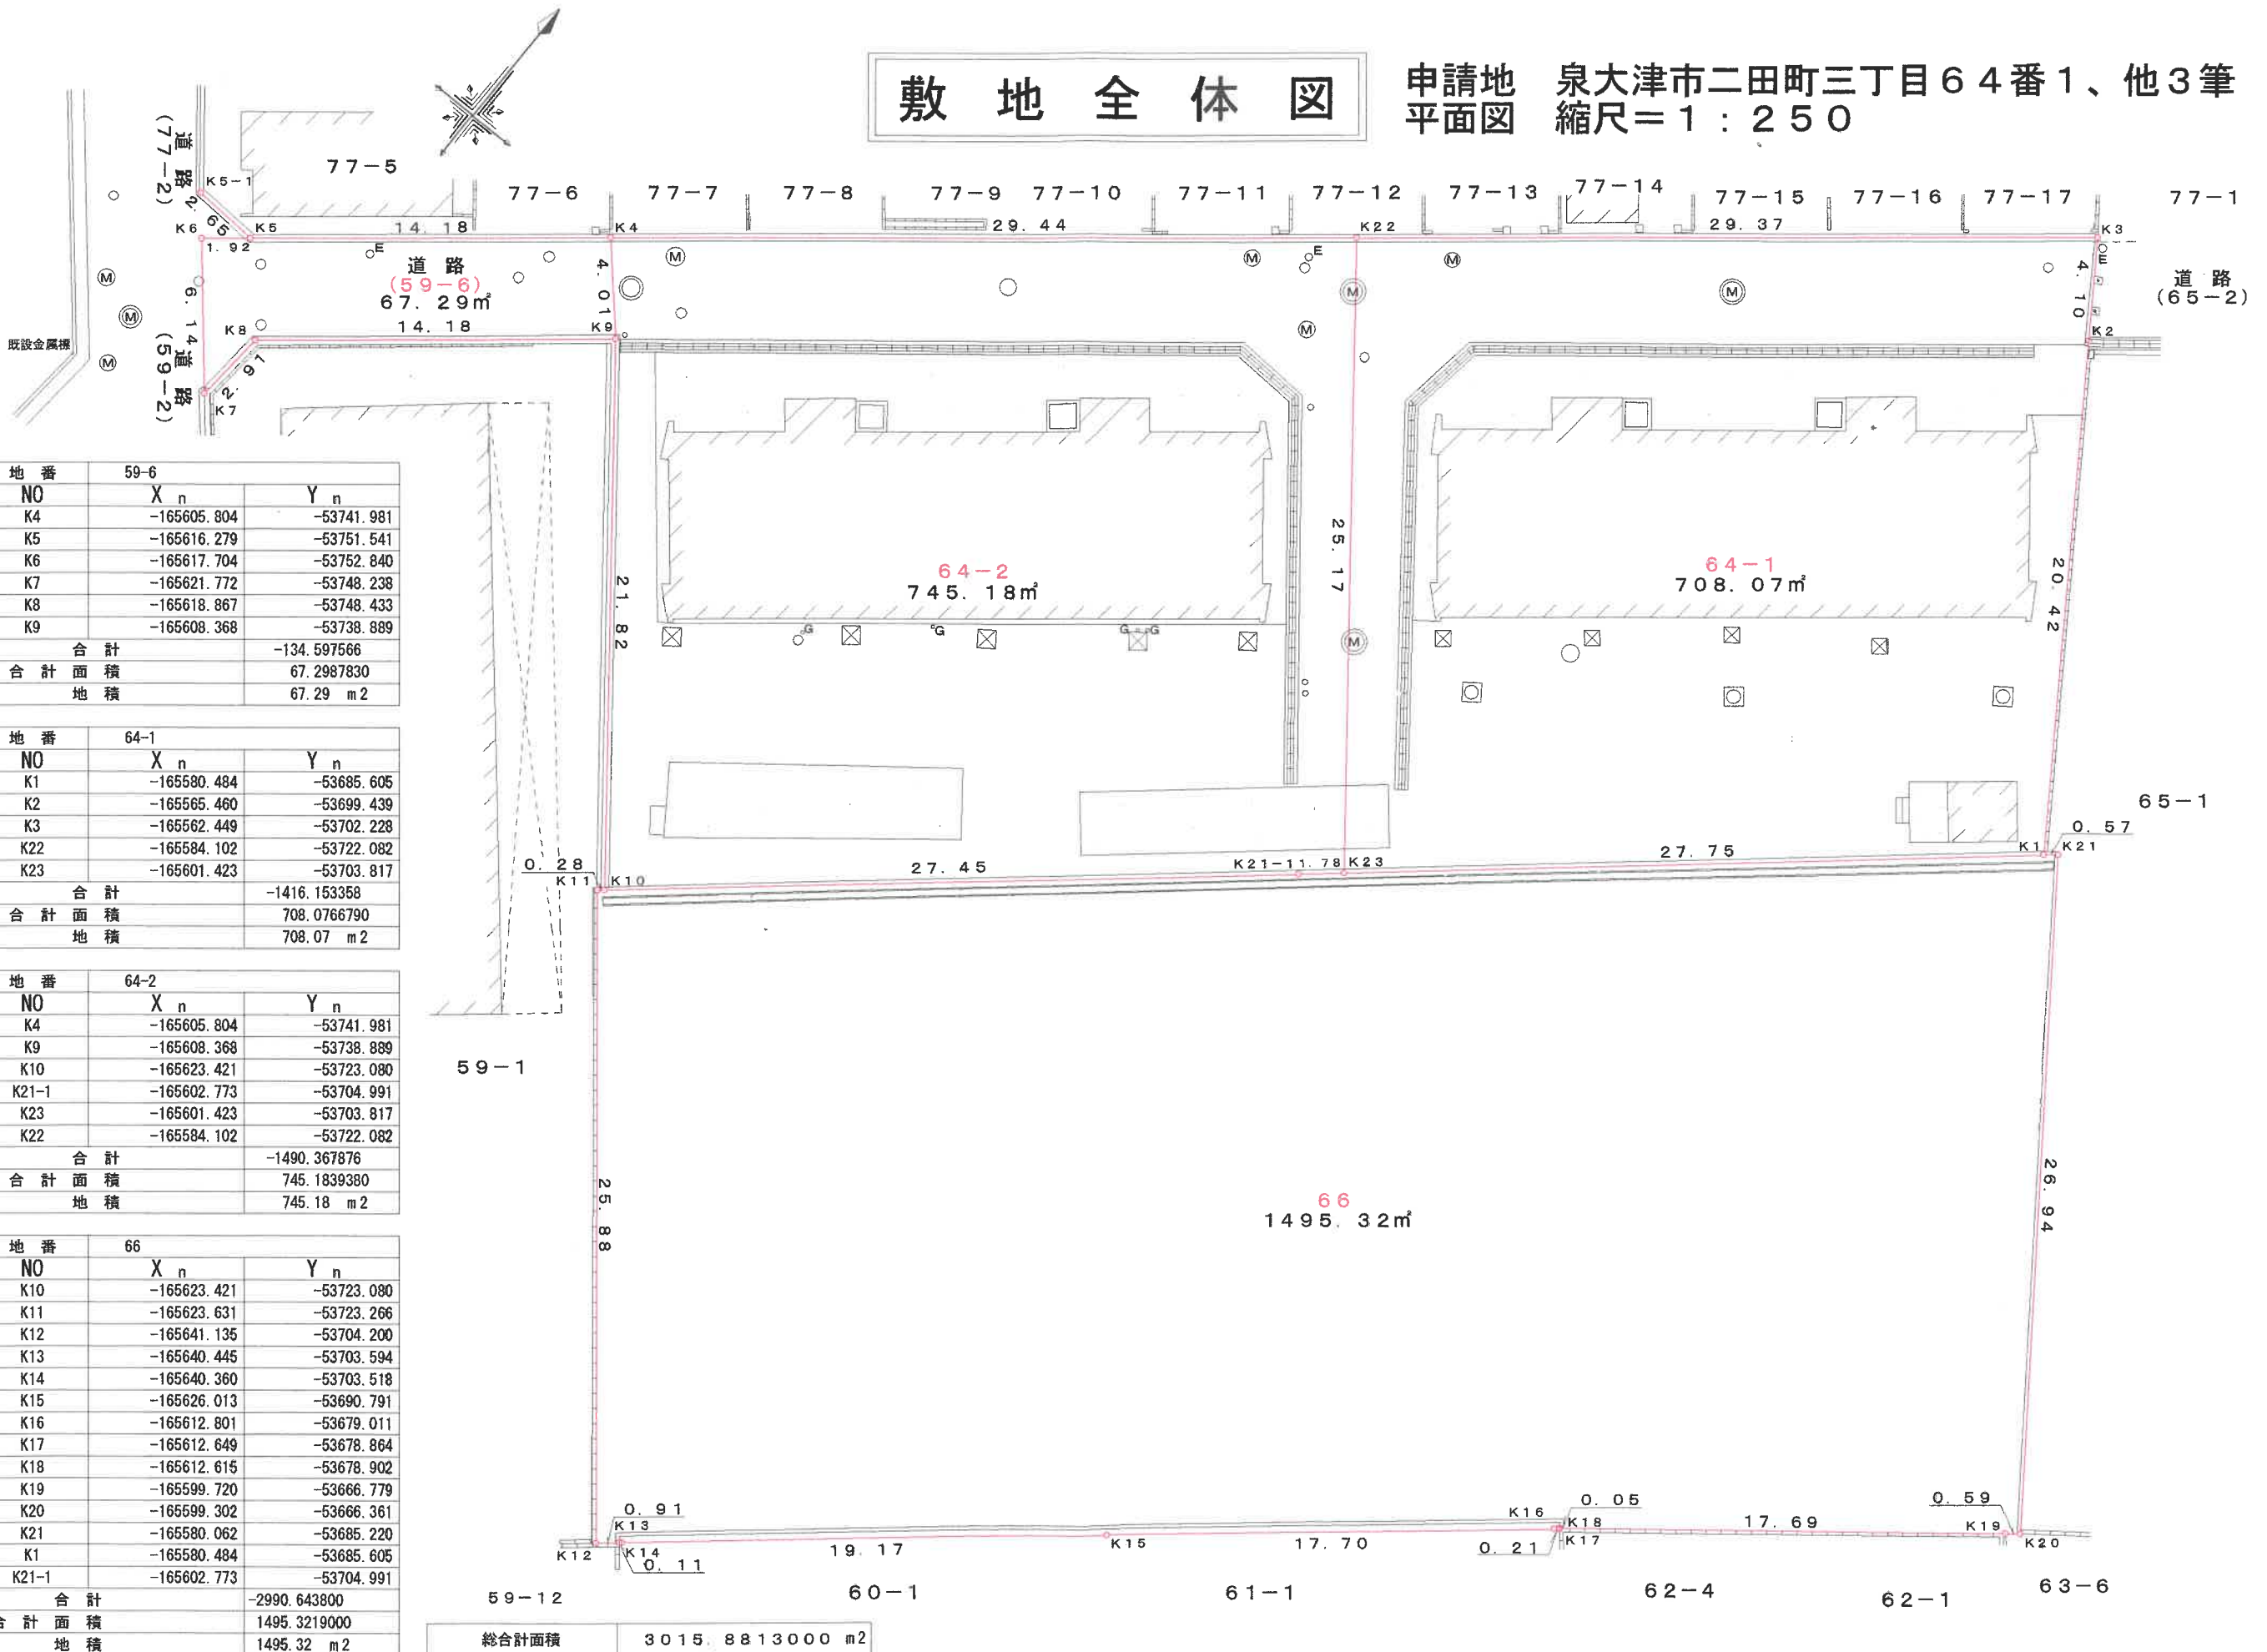 敷地全体図
申請地 泉大津市二田町三丁目64番1、他3筆
平面図 縮尺=1:250
道路
(77-2)
77-5
77-6
77-7
77-8
77-9
77-10
77-11
77-12
77-13
77-14
77-15
77-16
77-17
77-1
K5-1
2.65
K6
K5
1.92
14.18
K4
29.44
K22
29.37
K3
E
E
E
M
M
M
M
M
M
M
M
M
M
道路
(59-6)
67.29㎡
14.18
4.01
4.10
道路
(65-2)
6.14
K8
K9
K2
既設金属標
道路
(59-2)
2.91
K7
21.82
25.17
20.42
64-2
745.18㎡
64-1
708.07㎡
G
G
G
G
65-1
0.57
0.28
K11
K10
27.45
K21-1
1.78
K23
27.75
K1
K21
59-1
25.88
66
1495.32㎡
26.94
0.91
K13
K12
K14
0.11
19.17
K15
17.70
K16
0.05
K18
0.21
K17
17.69
0.59
K19
K20
59-12
60-1
61-1
62-4
62-1
63-6
地番 59-6
NO Xn Yn
K4 -165605.804 -53741.981
K5 -165616.279 -53751.541
K6 -165617.704 -53752.840
K7 -165621.772 -53748.238
K8 -165618.867 -53748.433
K9 -165608.368 -53738.889
合計 -134.597566
合計面積 67.2987830
地積 67.29 m2
地番 64-1
NO Xn Yn
K1 -165580.484 -53685.605
K2 -165565.460 -53699.439
K3 -165562.449 -53702.228
K22 -165584.102 -53722.082
K23 -165601.423 -53703.817
合計 -1416.153358
合計面積 708.0766790
地積 708.07 m2
地番 64-2
NO Xn Yn
K4 -165605.804 -53741.981
K9 -165608.368 -53738.889
K10 -165623.421 -53723.080
K21-1 -165602.773 -53704.991
K23 -165601.423 -53703.817
K22 -165584.102 -53722.082
合計 -1490.367876
合計面積 745.1839380
地積 745.18 m2
地番 66
NO Xn Yn
K10 -165623.421 -53723.080
K11 -165623.631 -53723.266
K12 -165641.135 -53704.200
K13 -165640.445 -53703.594
K14 -165640.360 -53703.518
K15 -165626.013 -53690.791
K16 -165612.801 -53679.011
K17 -165612.649 -53678.864
K18 -165612.615 -53678.902
K19 -165599.720 -53666.779
K20 -165599.302 -53666.361
K21 -165580.062 -53685.220
K1 -165580.484 -53685.605
K21-1 -165602.773 -53704.991
合計 -2990.643800
合計面積 1495.3219000
地積 1495.32 m2
総合計面積 3015.8813000 m2